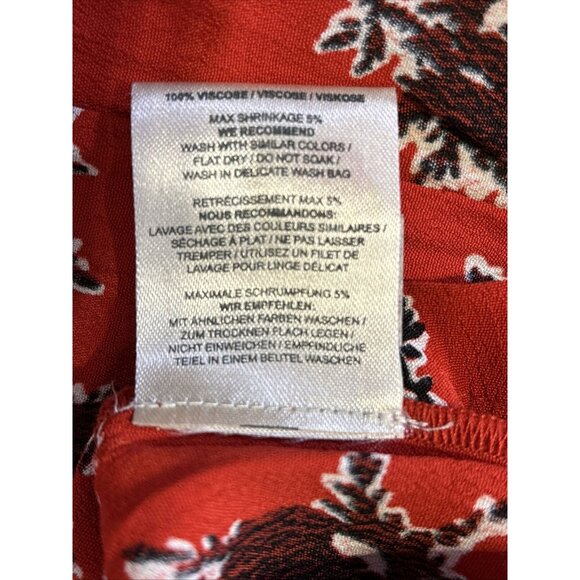 100% VISCOSE / VISCOSE / VISKOSE
MAX SHRINKAGE 5%
WE RECOMMEND
WASH WITH SIMILAR COLORS /
FLAT DRY / DO NOT SOAK /
WASH IN DELICATE WASH BAG
RETRÉCISSEMENT MAX 5%
NOUS RECOMMANDONS:
LAVAGE AVEC DES COULEURS SIMILAIRES /
SÉCHAGE À PLAT / NE PAS LAISSER
TREMPER / UTILISEZ UN FILET DE
LAVAGE POUR LINGE DÉLICAT
MAXIMALE SCHRUMPFUNG 5%
WIR EMPFEHLEN:
MIT ÄHNLICHEN FARBEN WASCHEN /
ZUM TROCKNEN FLACH LEGEN /
NICHT EINWEICHEN / EMPFINDLICHE
TEIEL IN EINEM BEUTEL WASCHEN